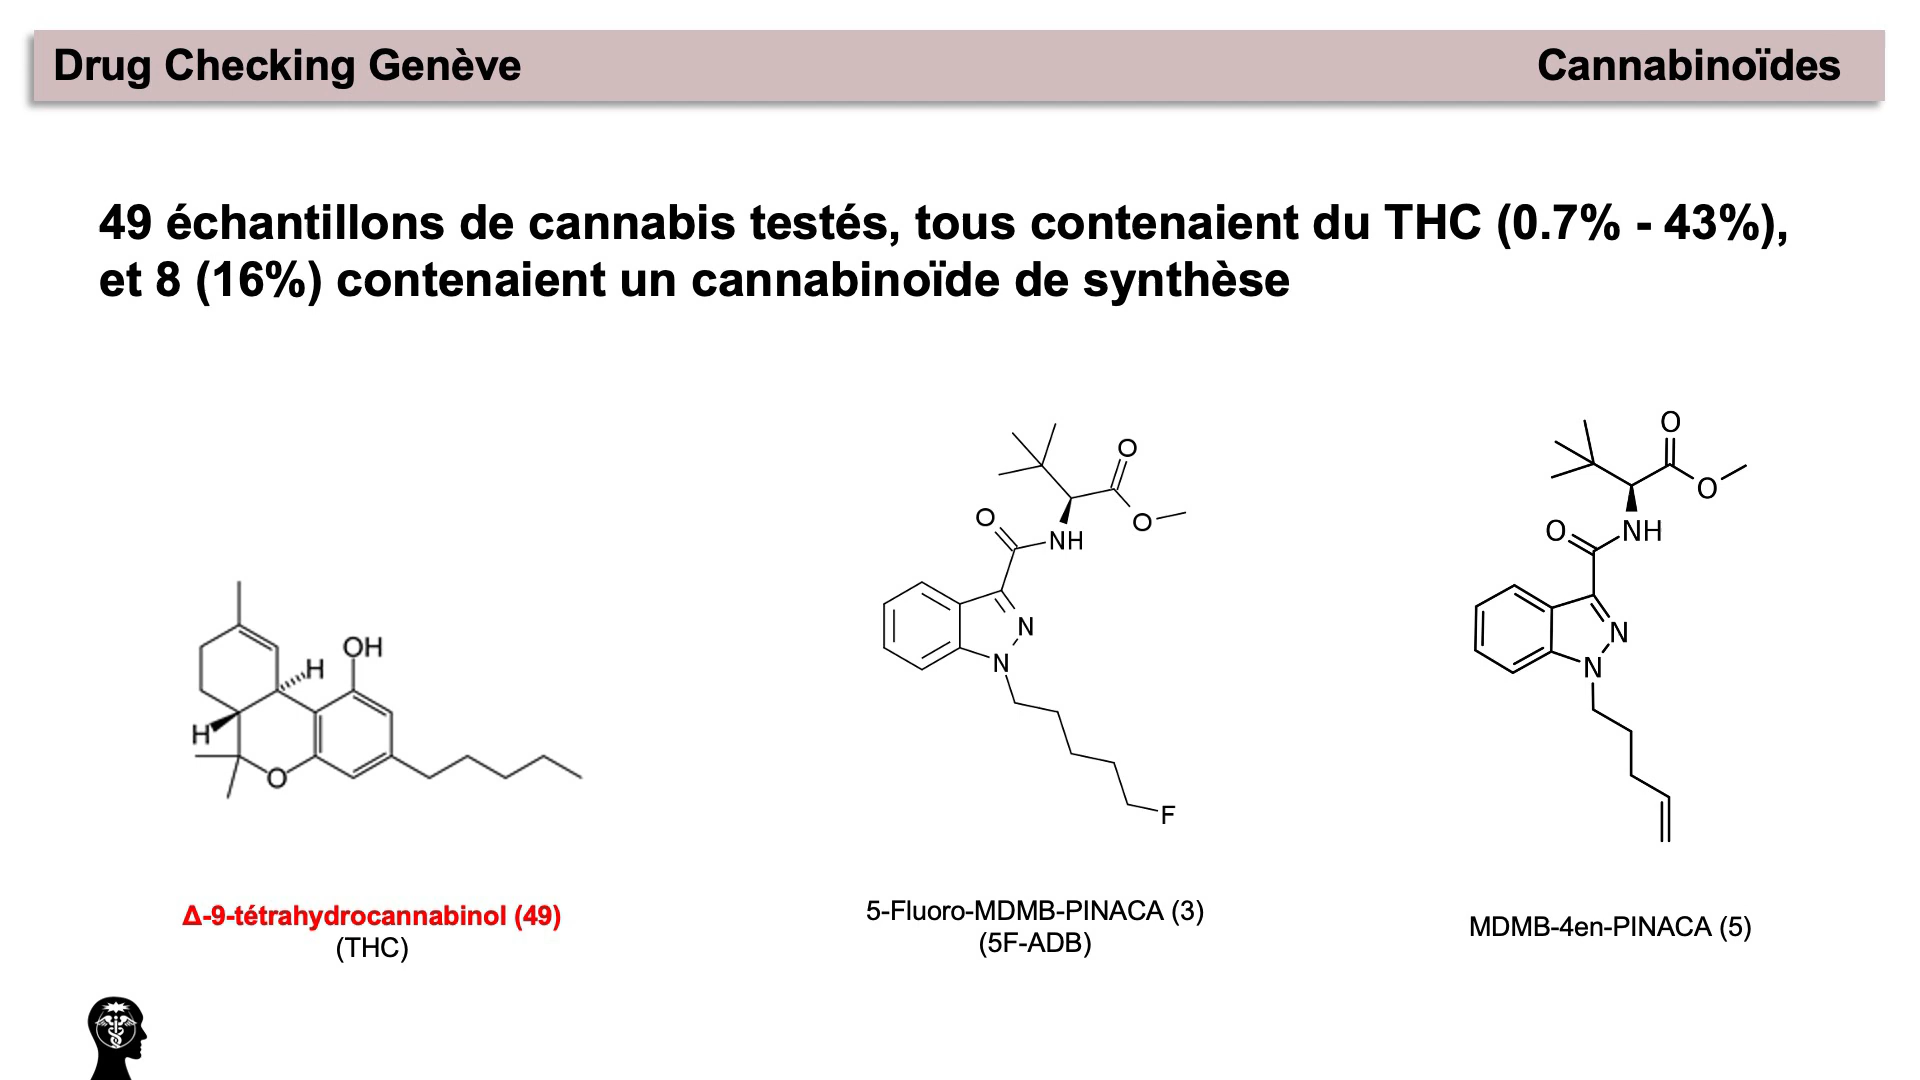 Drug Checking Genève
Cannabinoïdes
49 échantillons de cannabis testés, tous contenaient du THC (0.7% - 43%),
et 8 (16%) contenaient un cannabinoïde de synthèse
OH
H
H
O
O
O
O
NH
N
N
F
O
O
O
NH
N
N
Δ-9-tétrahydrocannabinol (49)
(THC)
5-Fluoro-MDMB-PINACA (3)
(5F-ADB)
MDMB-4en-PINACA (5)